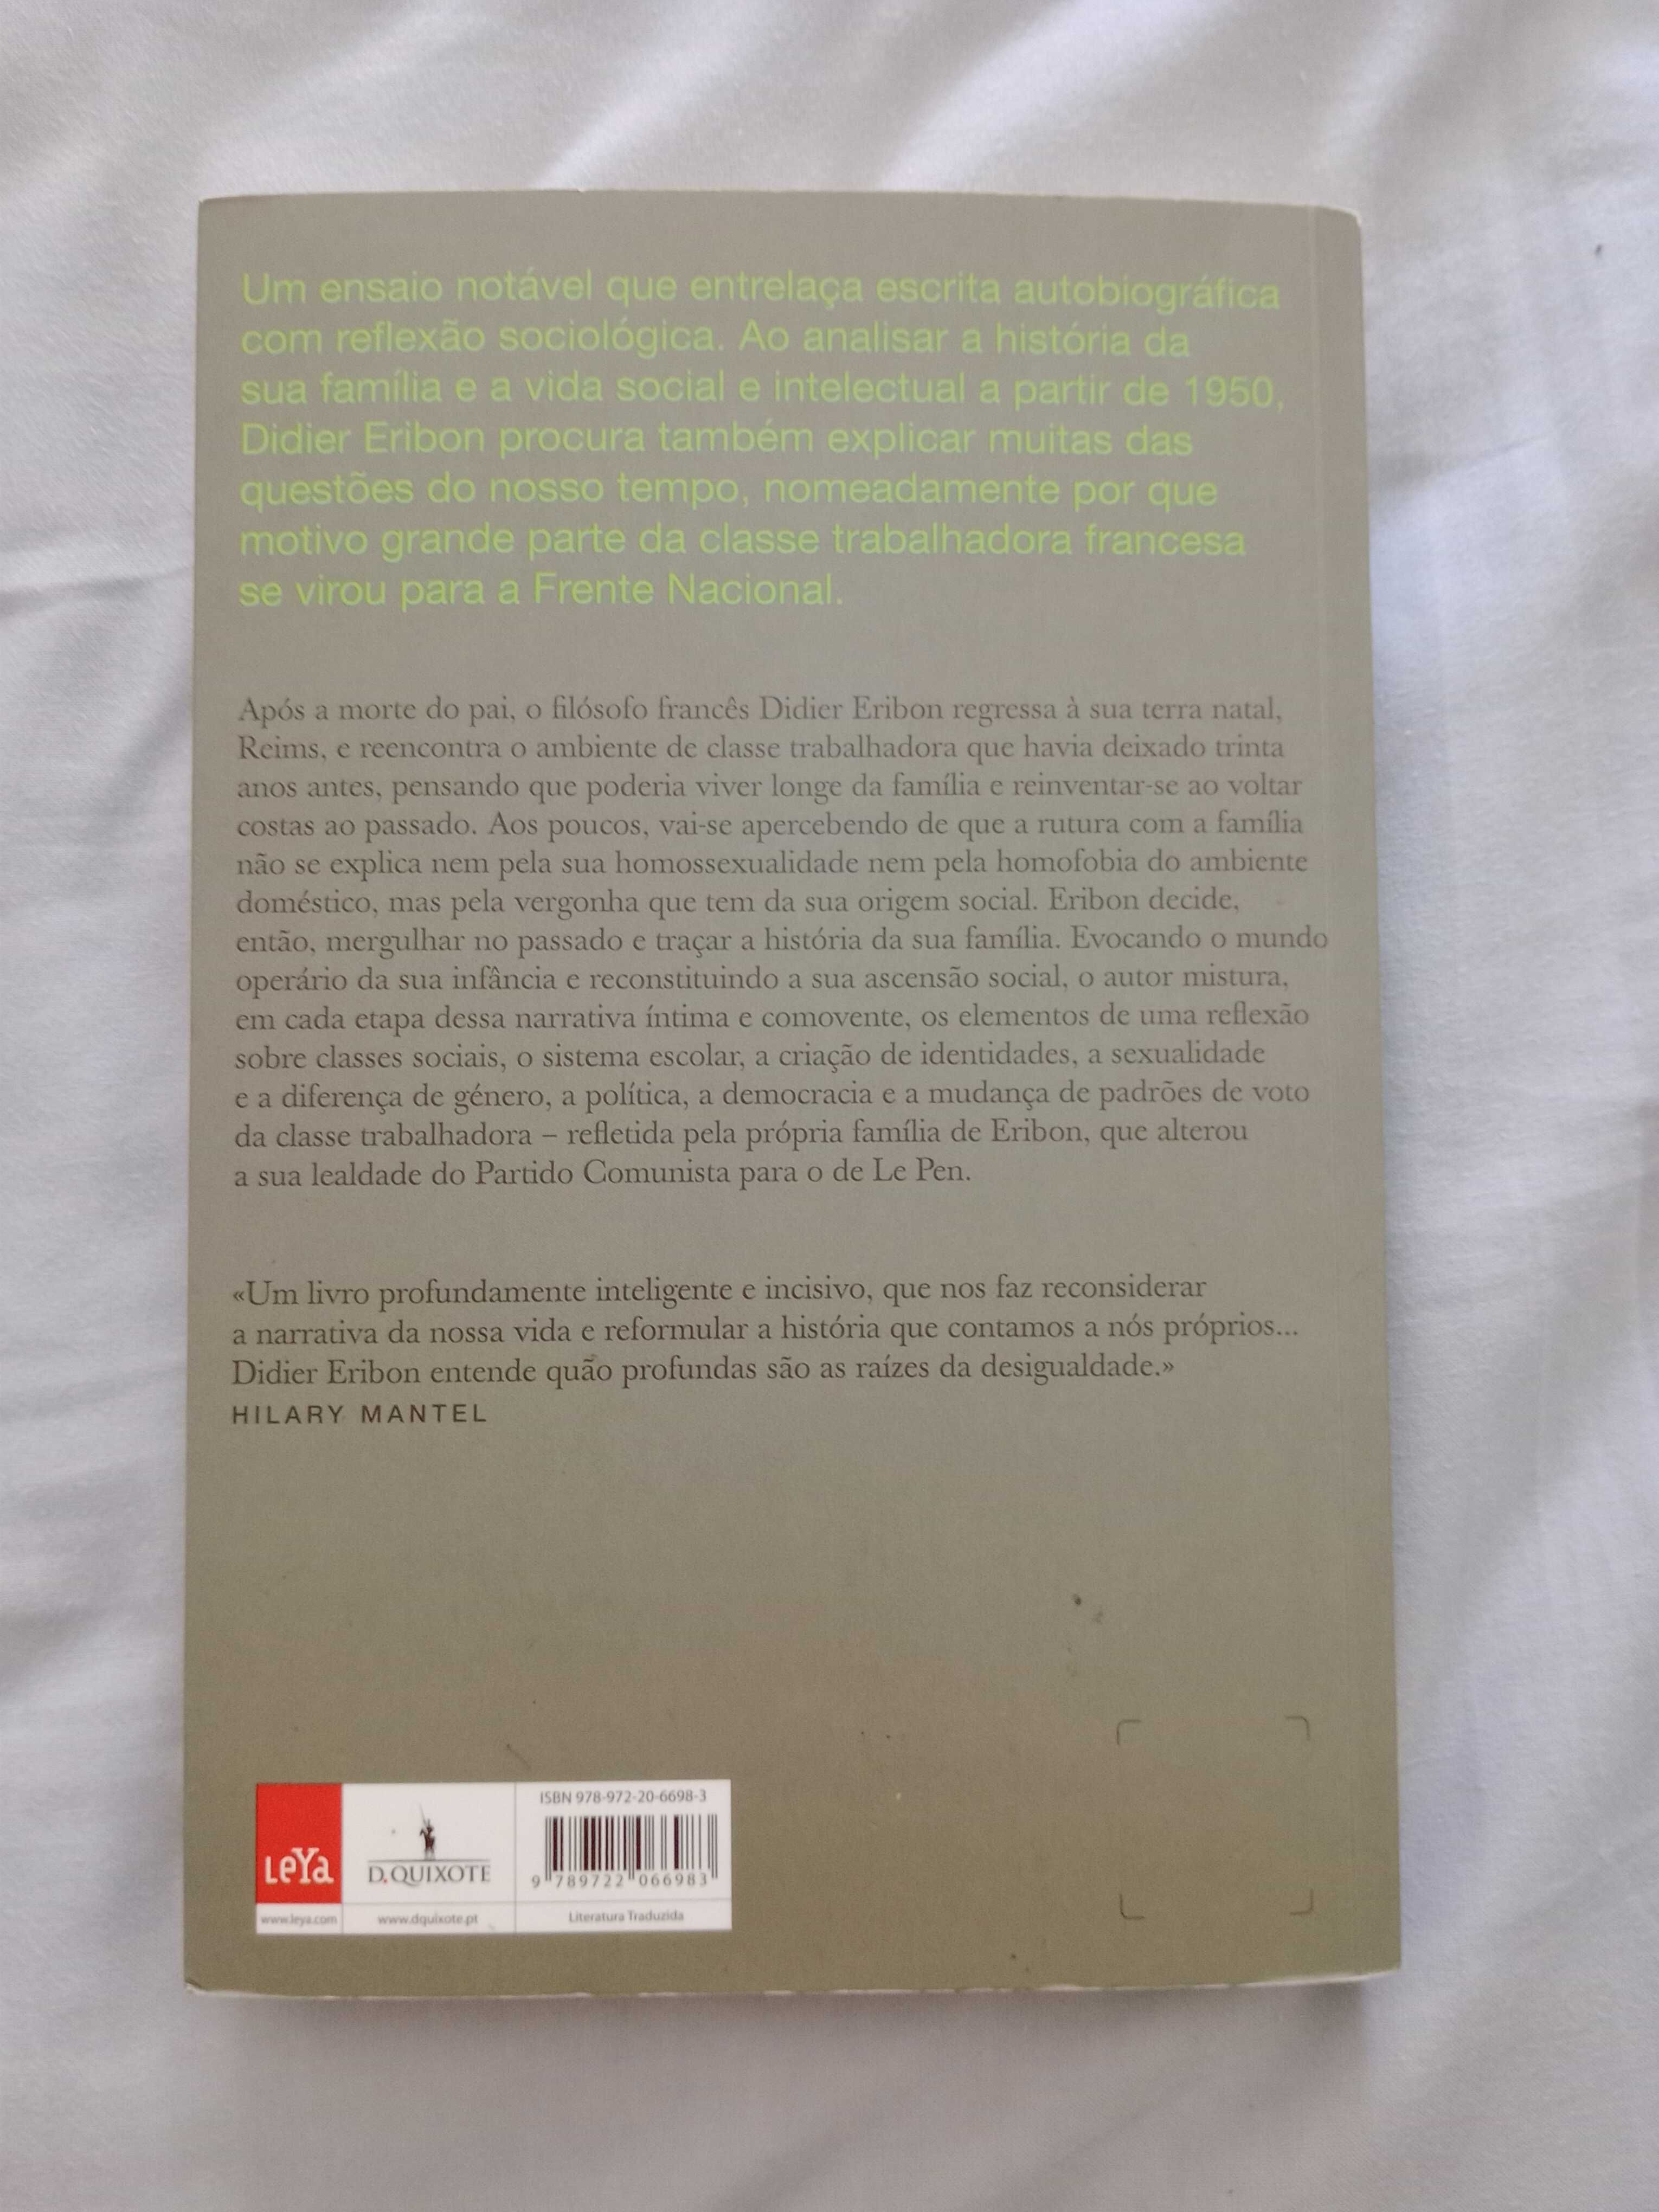 Um ensaio notável que entrelaça escrita autobiográfica
com reflexão sociológica. Ao analisar a história da
sua família e a vida social e intelectual a partir de 1950,
Didier Eribon procura também explicar muitas das
questões do nosso tempo, nomeadamente por que
motivo grande parte da classe trabalhadora francesa
se virou para a Frente Nacional.
Após a morte do pai, o filósofo francês Didier Eribon regressa à sua terra natal,
Reims, e reencontra o ambiente de classe trabalhadora que havia deixado trinta
anos antes, pensando que poderia viver longe da família e reinventar-se ao voltar
costas ao passado. Aos poucos, vai-se apercebendo de que a rutura com a família
não se explica nem pela sua homossexualidade nem pela homofobia do ambiente
doméstico, mas pela vergonha que tem da sua origem social. Eribon decide,
então, mergulhar no passado e traçar a história da sua família. Evocando o mundo
operário da sua infância e reconstituindo a sua ascensão social, o autor mistura,
em cada etapa dessa narrativa íntima e comovente, os elementos de uma reflexão
sobre classes sociais, o sistema escolar, a criação de identidades, a sexualidade
e a diferença de género, a política, a democracia e a mudança de padrões de voto
da classe trabalhadora – refletida pela própria família de Eribon, que alterou
a sua lealdade do Partido Comunista para o de Le Pen.
«Um livro profundamente inteligente e incisivo, que nos faz reconsiderar
a narrativa da nossa vida e reformular a história que contamos a nós próprios...
Didier Eribon entende quão profundas são as raízes da desigualdade.»
HILARY MANTEL
LeYa
www.leya.com
D.QUIXOTE
www.dquixote.pt
ISBN 978-972-20-6698-3
9 789722 066983
Literatura Traduzida